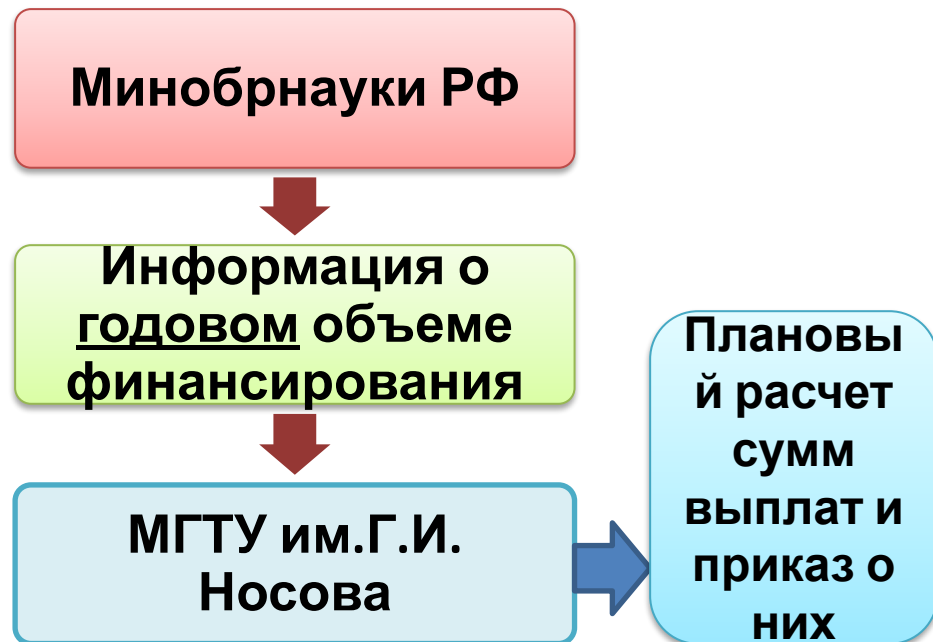 Минобрнауки РФ
Информация о
годовом объеме
финансирования
МГТУ им.Г.И.
Носова
Плановы
й расчет
сумм
выплат и
приказ о
них